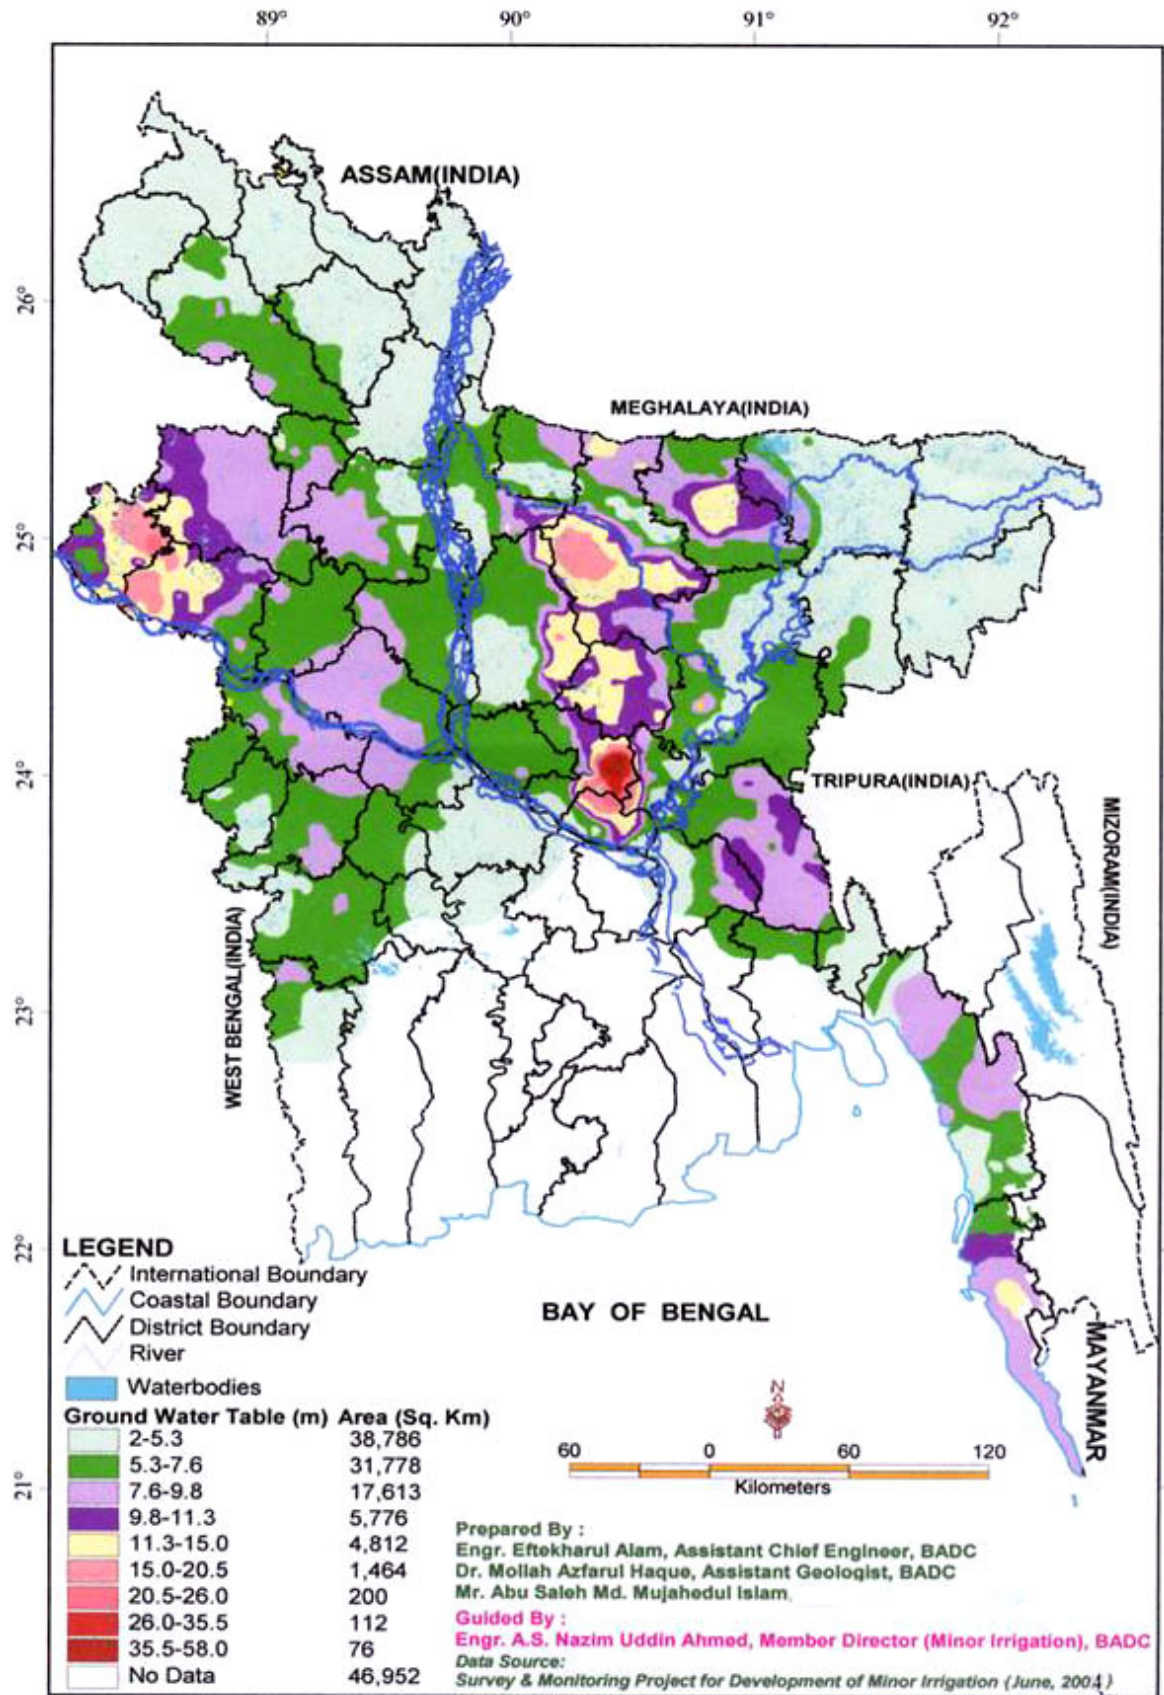 89° 90° 91° 92°
ASSAM(INDIA)
26°
MEGHALAYA(INDIA)
25°
24°
TRIPURA(INDIA)
MIZORAM(INDIA)
WEST BENGAL(INDIA)
23°
22°
LEGEND
International Boundary
Coastal Boundary
District Boundary
River
Waterbodies
BAY OF BENGAL
MAYANMAR
N
Ground Water Table (m) Area (Sq. Km)
2-5.3 38,786
5.3-7.6 31,778
7.6-9.8 17,613
9.8-11.3 5,776
11.3-15.0 4,812
15.0-20.5 1,464
20.5-26.0 200
26.0-35.5 112
35.5-58.0 76
No Data 46,952
21°
60 0 60 120
Kilometers
Prepared By :
Engr. Eftekharul Alam, Assistant Chief Engineer, BADC
Dr. Mollah Azfarul Haque, Assistant Geologist, BADC
Mr. Abu Saleh Md. Mujahedul Islam
Guided By :
Engr. A.S. Nazim Uddin Ahmed, Member Director (Minor Irrigation), BADC
Data Source:
Survey & Monitoring Project for Development of Minor Irrigation (June, 2004)